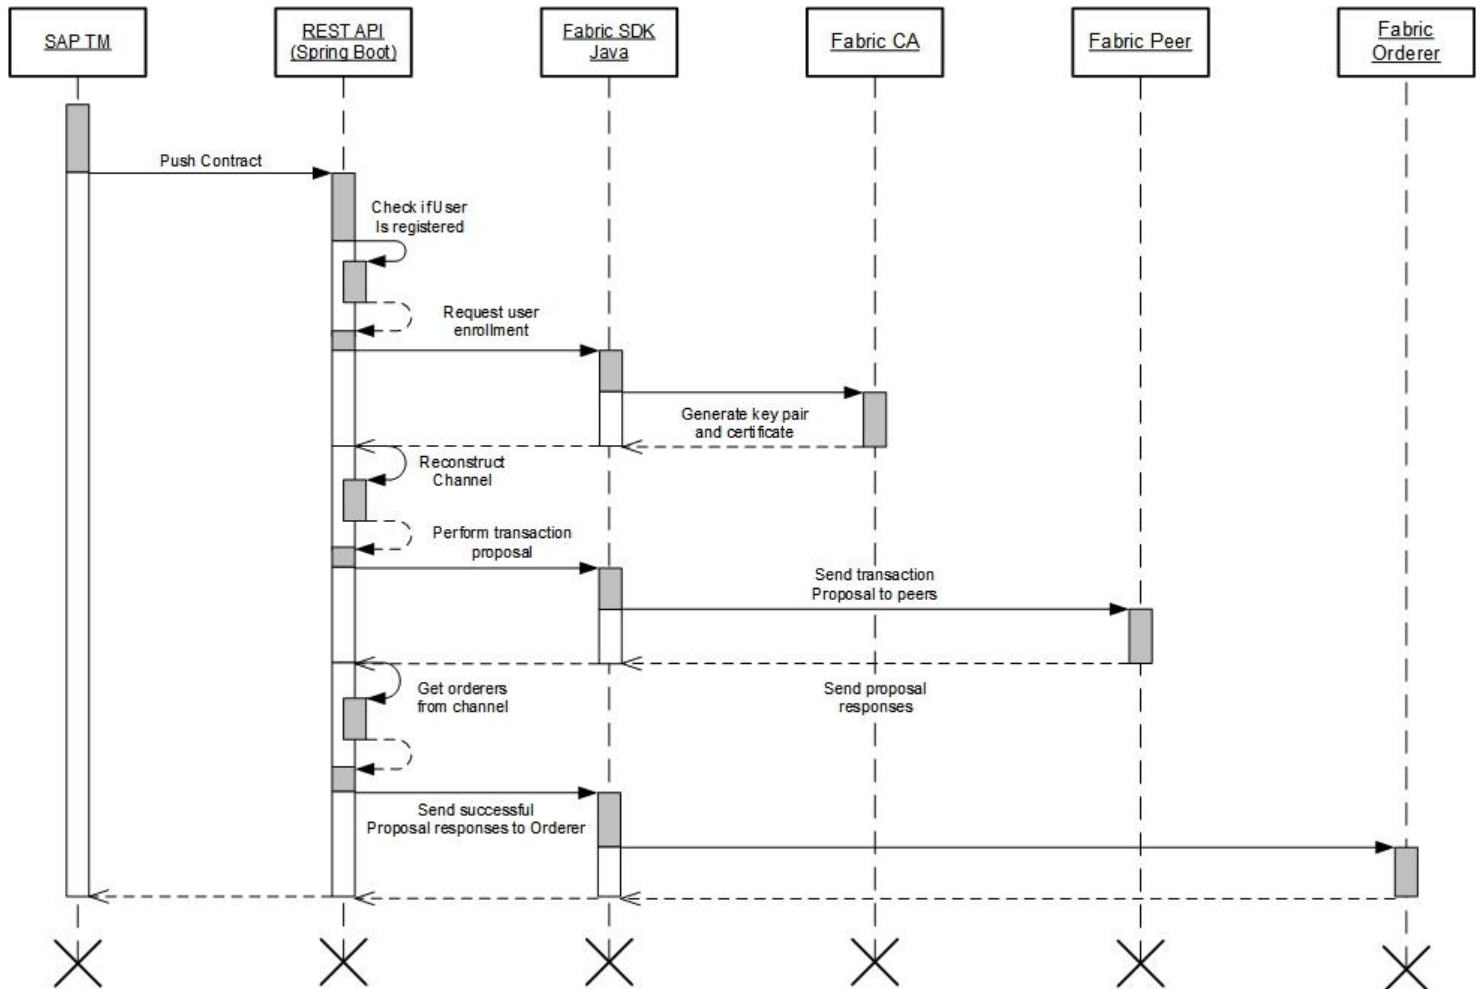 SAP TM
REST API
(Spring Boot)
Fabric SDK
Java
Fabric CA
Fabric Peer
Fabric
Orderer
Push Contract
Check if User
Is registered
Request user
enrollment
Generate key pair
and certificate
Reconstruct
Channel
Perform transaction
proposal
Send transaction
Proposal to peers
Get orderers
from channel
Send proposal
responses
Send successful
Proposal responses to Orderer